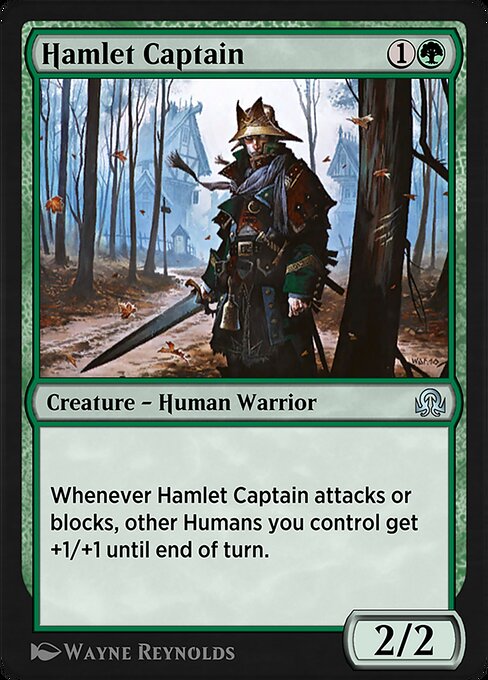 Hamlet Captain 1
Creature – Human Warrior
Whenever Hamlet Captain attacks or
blocks, other Humans you control get
+1/+1 until end of turn.
2/2
Wayne Reynolds